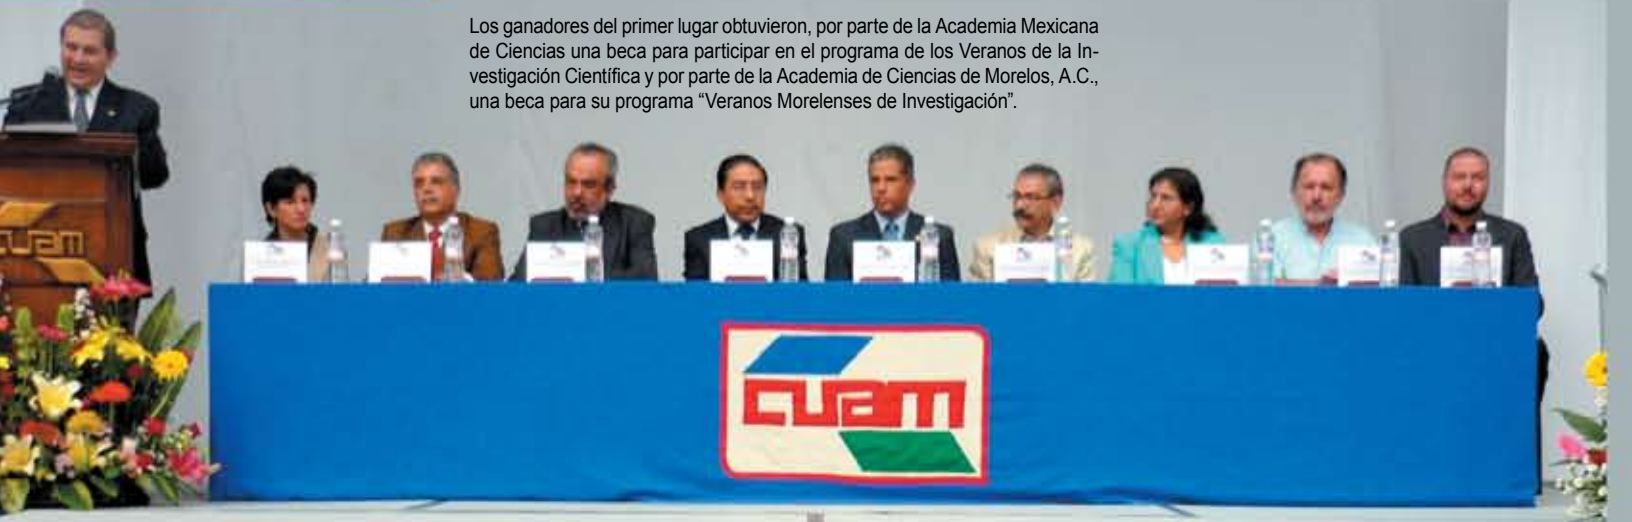 Los ganadores del primer lugar obtuvieron, por parte de la Academia Mexicana
de Ciencias una beca para participar en el programa de los Veranos de la In-
vestigación Científica y por parte de la Academia de Ciencias de Morelos, A.C.,
una beca para su programa “Veranos Morelenses de Investigación”.
cuam
cuam